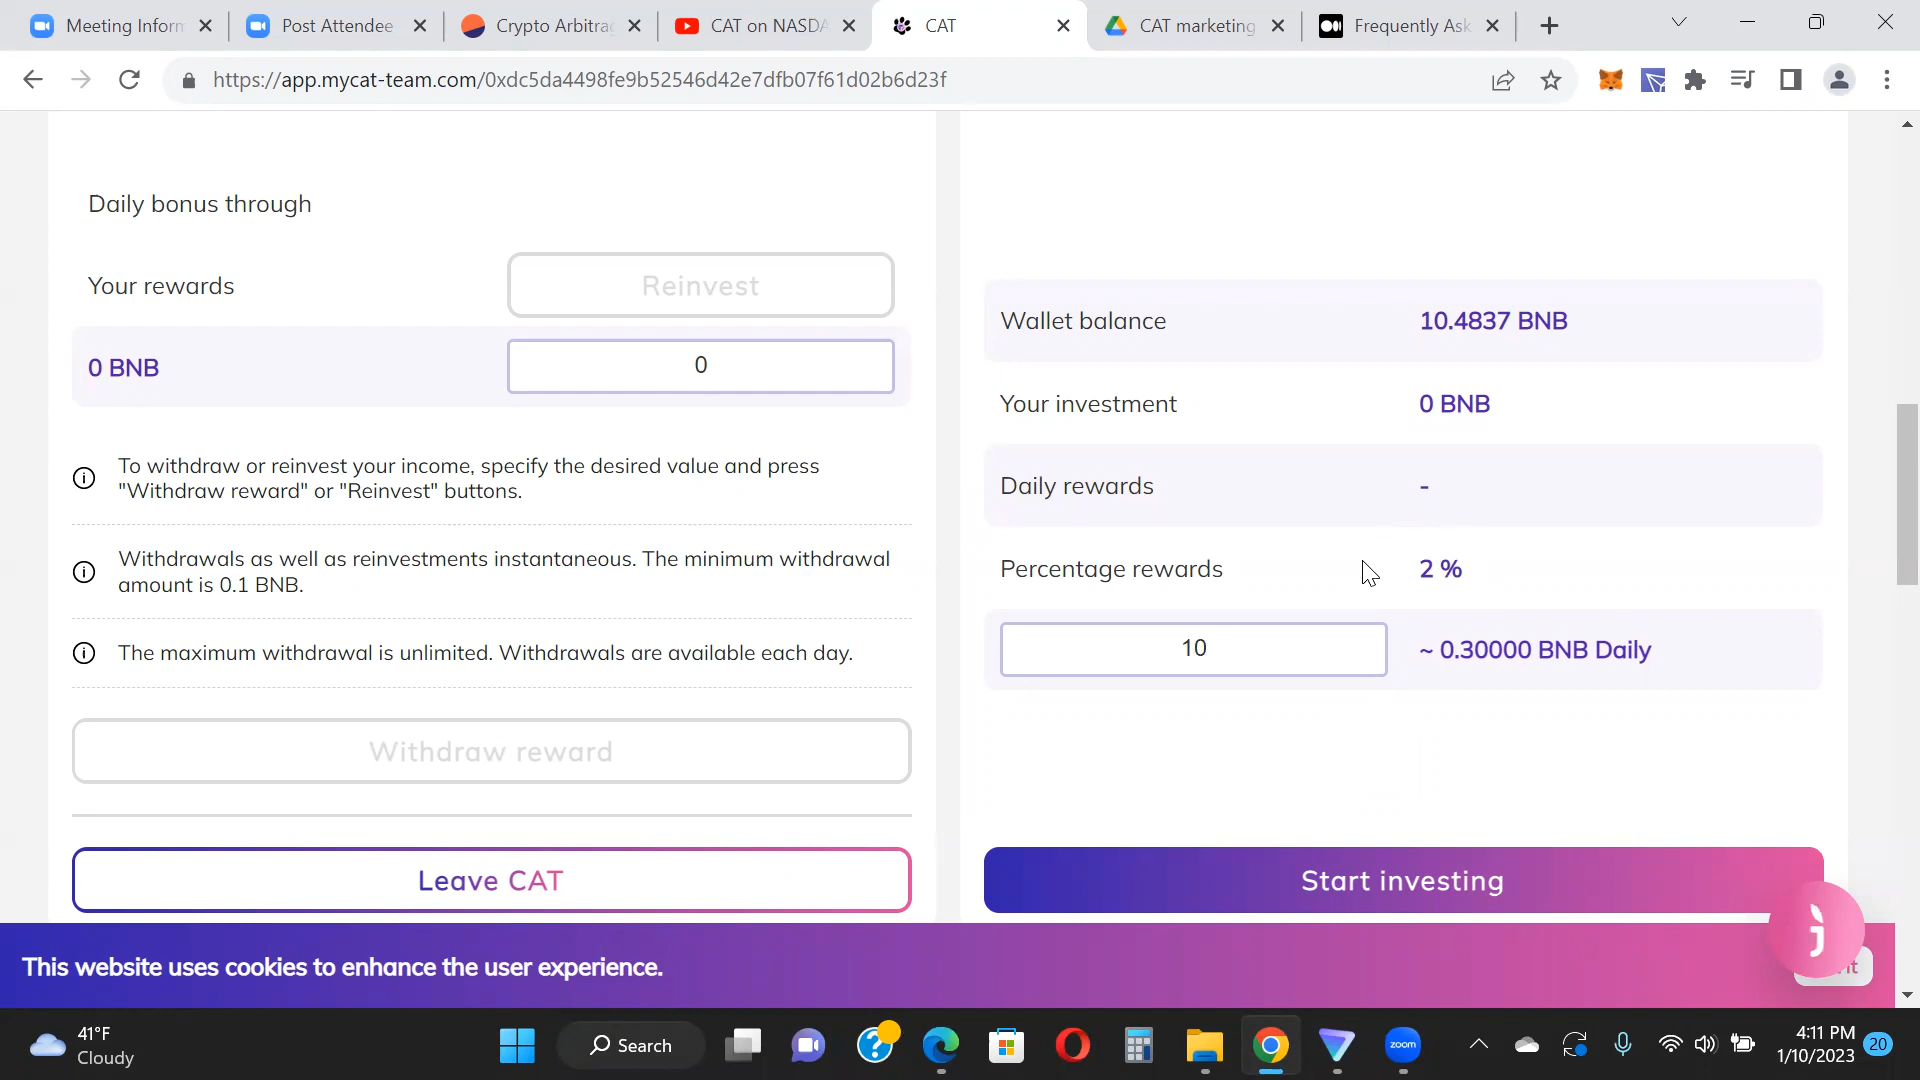 Meeting Inforr
Post Attendee
Crypto Arbitrag
CAT on NASDA
CAT
CAT marketing
Frequently Ask
https://app.mycat-team.com/0xdc5da4498fe9b52546d42e7dfb07f61d02b6d23f
Daily bonus through
Your rewards
Reinvest
0 BNB
0
To withdraw or reinvest your income, specify the desired value and press
"Withdraw reward" or "Reinvest" buttons.
Withdrawals as well as reinvestments instantaneous. The minimum withdrawal
amount is 0.1 BNB.
The maximum withdrawal is unlimited. Withdrawals are available each day.
Withdraw reward
Leave CAT
Wallet balance 10.4837 BNB
Your investment 0 BNB
Daily rewards -
Percentage rewards 2 %
10 ~ 0.30000 BNB Daily
Start investing
This website uses cookies to enhance the user experience.
41°F
Cloudy
Search
zoom
4:11 PM
1/10/2023
20